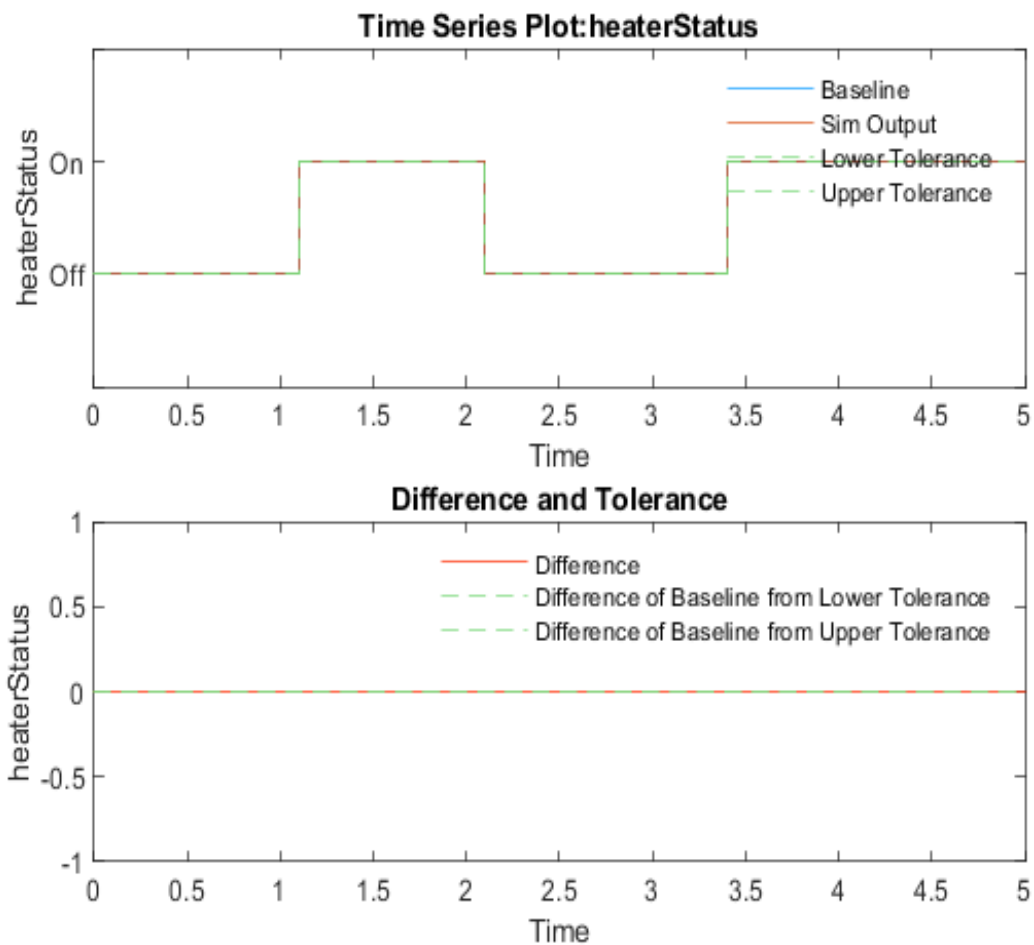 Time Series Plot:heaterStatus
Baseline
Sim Output
Lower Tolerance
Upper Tolerance
heaterStatus
On
Off
0 0.5 1 1.5 2 2.5 3 3.5 4 4.5 5
Time
Difference and Tolerance
Difference
Difference of Baseline from Lower Tolerance
Difference of Baseline from Upper Tolerance
heaterStatus
1
0.5
0
-0.5
-1
0 0.5 1 1.5 2 2.5 3 3.5 4 4.5 5
Time